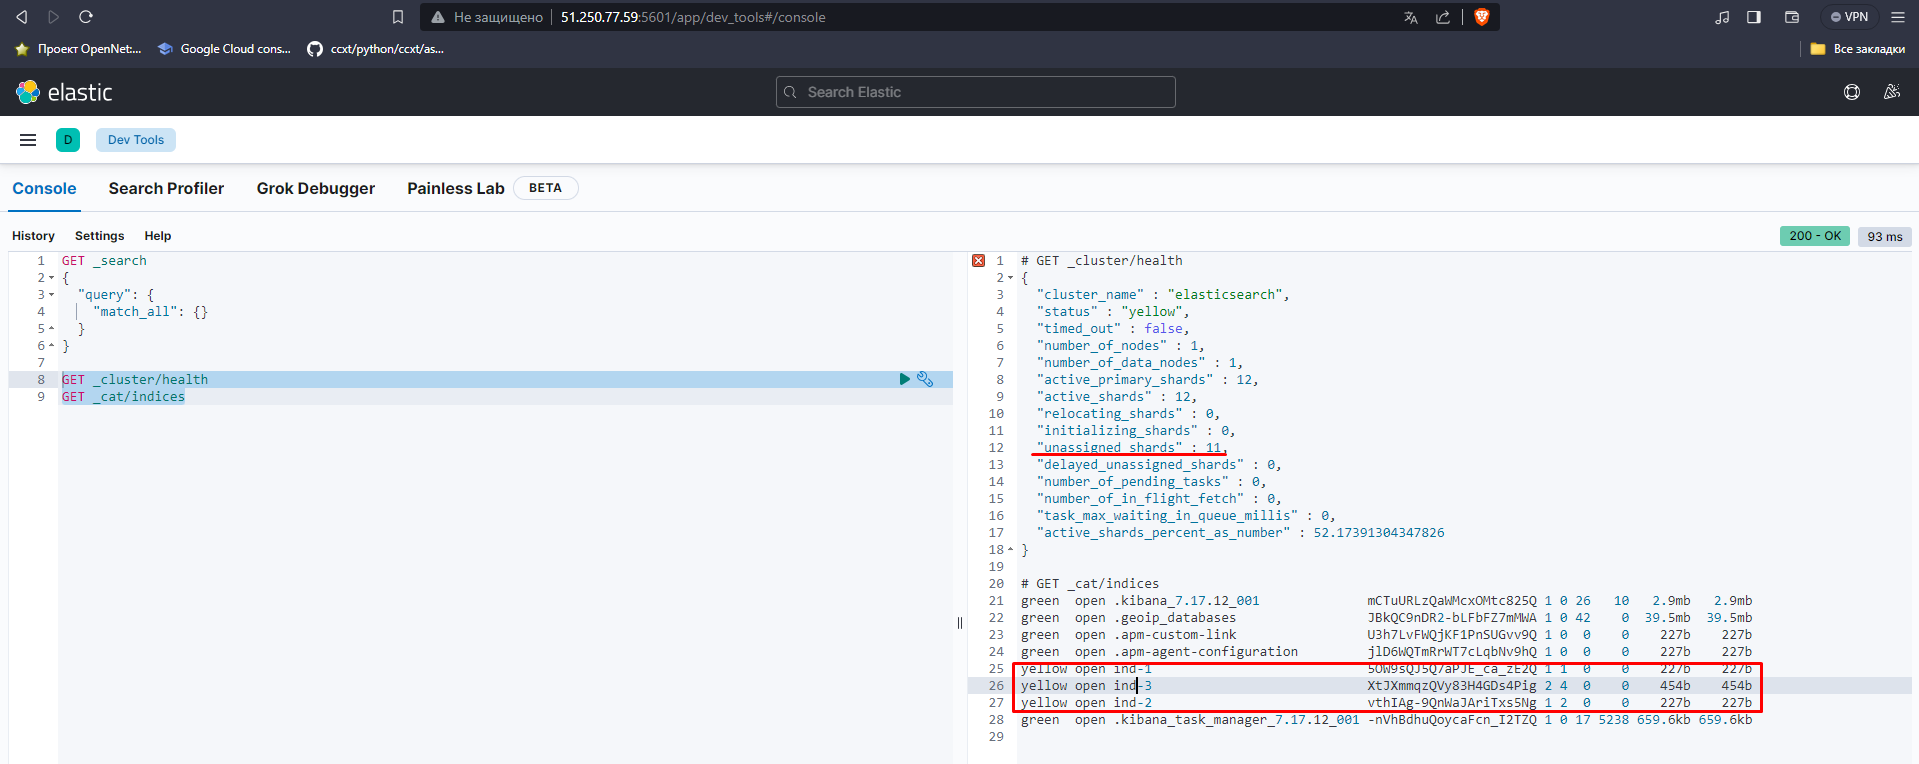 Не защищено 51.250.77.59:5601/app/dev_tools#/console VPN
Проект OpenNet:... Google Cloud cons... ccxt/python/ccxt/as... Все закладки
elastic Search Elastic
D Dev Tools
Console Search Profiler Grok Debugger Painless Lab BETA
History Settings Help 200 - OK 93 ms
1 GET _search
2 {
3 "query": {
4 "match_all": {}
5 }
6 }
7
8 GET _cluster/health
9 GET _cat/indices
1 # GET _cluster/health
2 {
3 "cluster_name" : "elasticsearch",
4 "status" : "yellow",
5 "timed_out" : false,
6 "number_of_nodes" : 1,
7 "number_of_data_nodes" : 1,
8 "active_primary_shards" : 12,
9 "active_shards" : 12,
10 "relocating_shards" : 0,
11 "initializing_shards" : 0,
12 "unassigned_shards" : 11,
13 "delayed_unassigned_shards" : 0,
14 "number_of_pending_tasks" : 0,
15 "number_of_in_flight_fetch" : 0,
16 "task_max_waiting_in_queue_millis" : 0,
17 "active_shards_percent_as_number" : 52.17391304347826
18 }
19
20 # GET _cat/indices
21 green open .kibana_7.17.12_001 mCTuURLzQaWMcxOMtc825Q 1 0 26 10 2.9mb 2.9mb
22 green open .geoip_databases JBkQC9nDR2-bLFbFZ7mMWA 1 0 42 0 39.5mb 39.5mb
23 green open .apm-custom-link U3h7LvFWQjKF1PnSUGvv9Q 1 0 0 0 227b 227b
24 green open .apm-agent-configuration jlD6WQTmRrWT7cLqbNv9hQ 1 0 0 0 227b 227b
25 yellow open ind-1 5OW9sQJ5Q7aPJE_ca_zE2Q 1 1 0 0 227b 227b
26 yellow open ind-3 XtJXmmqzQVy83H4GDs4Pig 2 4 0 0 454b 454b
27 yellow open ind-2 vthIAg-9QnWaJAriTxs5Ng 1 2 0 0 227b 227b
28 green open .kibana_task_manager_7.17.12_001 -nVhBdhuQoycaFcn_I2TZQ 1 0 17 5238 659.6kb 659.6kb
29